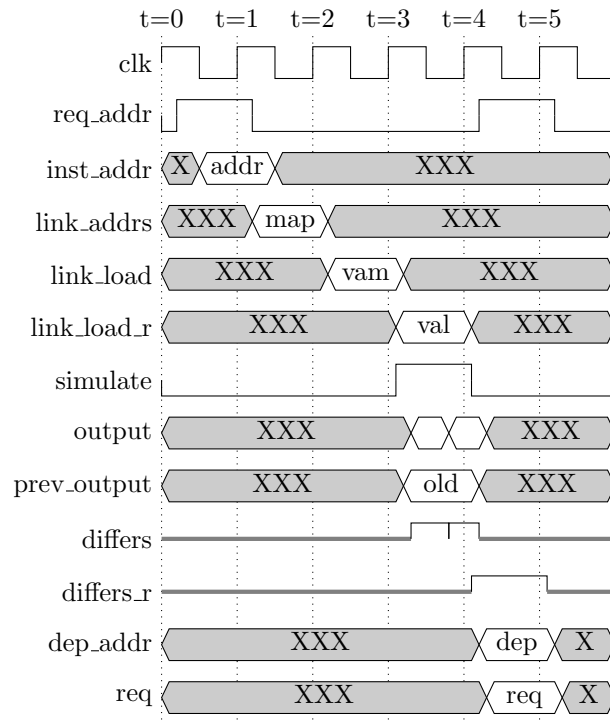 t=0 t=1 t=2 t=3 t=4 t=5
clk
req_addr
inst_addr X addr XXX
link_addrs XXX map XXX
link_load XXX vam XXX
link_load_r XXX val XXX
simulate
output XXX XXX
prev_output XXX old XXX
differs
differs_r
dep_addr XXX dep X
req XXX req X